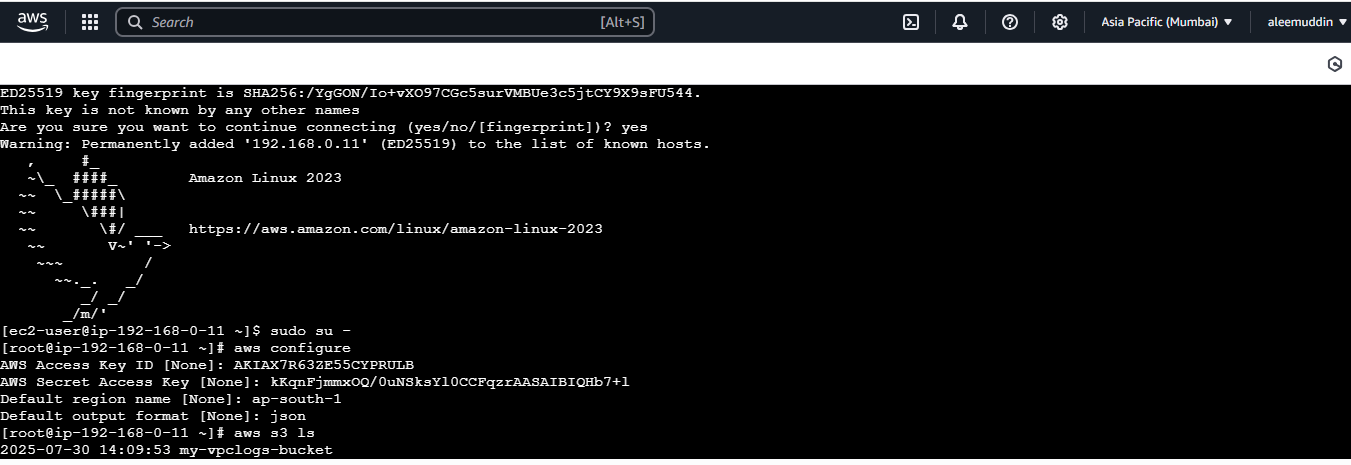 aws
Search [Alt+S] Asia Pacific (Mumbai) aleemuddin
ED25519 key fingerprint is SHA256:/YgGON/Io+vXO97CGc5surVMBUe3c5jtCY9X9sFU544.
This key is not known by any other names
Are you sure you want to continue connecting (yes/no/[fingerprint])? yes
Warning: Permanently added '192.168.0.11' (ED25519) to the list of known hosts.
   ,     #_
   ~\_  ####_        Amazon Linux 2023
  ~~  \_#####\
  ~~     \###|
  ~~       \#/ ___   https://aws.amazon.com/linux/amazon-linux-2023
   ~~       V~' '->
    ~~~         /
      ~~._.   _/
         _/ _/
       _/m/'
[ec2-user@ip-192-168-0-11 ~]$ sudo su -
[root@ip-192-168-0-11 ~]# aws configure
AWS Access Key ID [None]: AKIAX7R63ZE55CYPRULB
AWS Secret Access Key [None]: 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
Default region name [None]: ap-south-1
Default output format [None]: json
[root@ip-192-168-0-11 ~]# aws s3 ls
2025-07-30 14:09:53 my-vpclogs-bucket